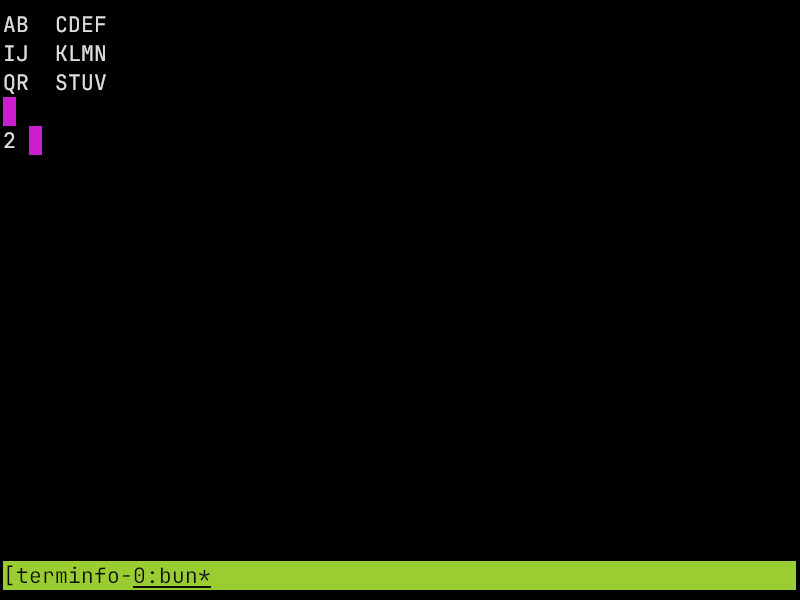 AB  CDEF
IJ  KLMN
QR  STUV
2
[terminfo-0:bun*